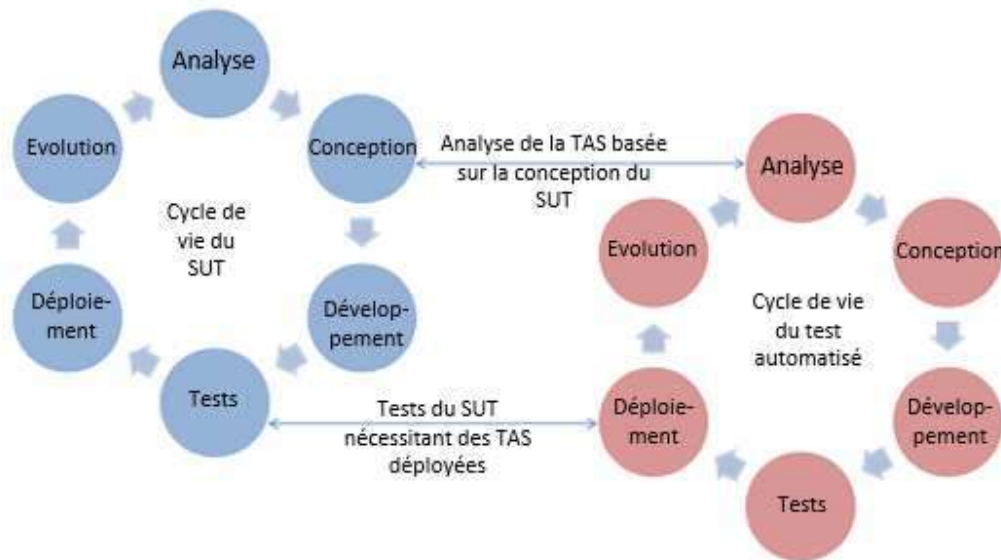 Analyse
Evolution
Conception
Cycle de
vie du
SUT
Déploie-
ment
Dévelop-
pement
Tests
Analyse de la TAS basée
sur la conception du
SUT
Tests du SUT
nécessitant des TAS
déployées
Analyse
Evolution
Conception
Cycle de vie
du test
automatisé
Déploie-
ment
Dévelop-
pement
Tests